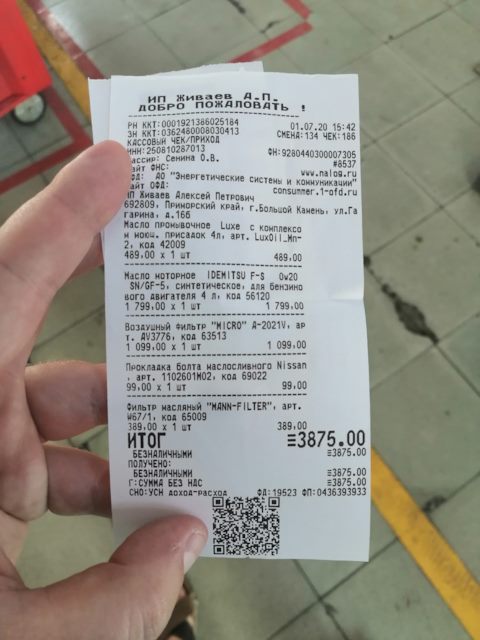 ИП Живаев А.П.
ДОБРО ПОЖАЛОВАТЬ !
РН ККТ:0001921386025184 01.07.20 15:42
ЗН ККТ:0362480008030413 СМЕНА:134 ЧЕК:186
КАССОВЫЙ ЧЕК/ПРИХОД
ИНН:250810287013 ФН:9280440300007305
Кассир: Сенина О.В. #8537
Сайт ФНС: www.nalog.ru
ОФД: АО "Энергетические системы и коммуникации"
Сайт ОФД: consumer.1-ofd.ru
ИП Живаев Алексей Петрович
692809, Приморский край, г.Большой Камень, ул.Га
гарина, д.16б
Масло промывочное Luxe с комплексо
м моющ. присадок 4л, арт. LuxOil_Mn-
2, код 42009
489,00 x 1 шт 489,00
Масло моторное IDEMITSU F-S 0w20
SN/GF-5, синтетическое, для бензино
вого двигателя 4 л, код 56120
1 799,00 x 1 шт 1 799,00
Воздушный фильтр "MICRO" A-2021V, ар
т. AV3776, код 63513
1 099,00 x 1 шт 1 099,00
Прокладка болта маслосливного Nissan
, арт. 1102601M02, код 69022
99,00 x 1 шт 99,00
Фильтр масляный "MANN-FILTER", арт.
W67/1, код 65009
389,00 x 1 шт 389,00
ИТОГ ≡3875.00
БЕЗНАЛИЧНЫМИ ≡3875.00
ПОЛУЧЕНО:
БЕЗНАЛИЧНЫМИ ≡3875.00
Г:СУММА БЕЗ НДС ≡3875.00
СНО:УСН доход-расход ФД:19523 ФП:0436393933